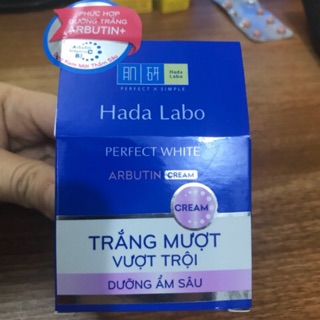 PHỨC HỢP
DƯỠNG TRẮNG
ARBUTIN+
肌 研
Hada Labo
PERFECT X SIMPLE
Hada Labo
PERFECT WHITE
ARBUTIN CREAM
CREAM
TRẮNG MƯỢT
VƯỢT TRỘI
DƯỠNG ẨM SÂU